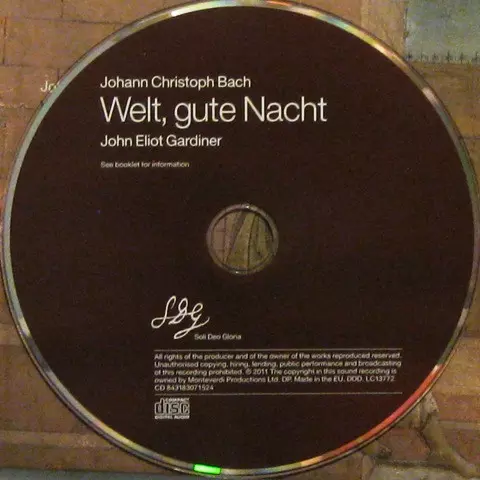 Jo
Johann Christoph Bach
Welt, gute Nacht
John Eliot Gardiner
See booklet for information
SDG
Soli Deo Gloria
All rights of the producer and of the owner of the works reproduced reserved.
Unauthorised copying, hiring, lending, public performance and broadcasting
of this recording prohibited. ℗ 2011 The copyright in this sound recording is
owned by Monteverdi Productions Ltd. DP. Made in the EU. DDD. LC13772
CD 843183071524
COMPACT
disc
DIGITAL AUDIO